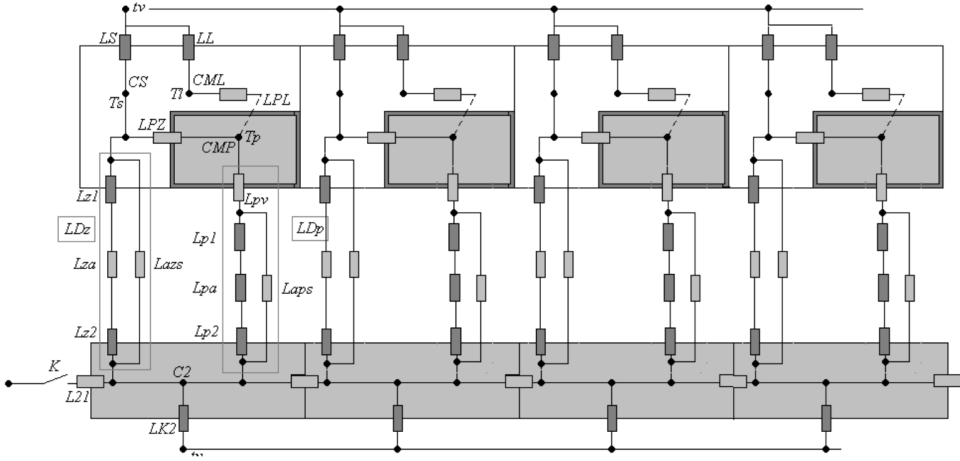 tv
LS
LL
CS
CML
Ts
Tl
LPL
LPZ
Tp
CMP
Lz1
Lpv
LDz
LDp
Lp1
Lza
Lazs
Lpa
Laps
Lz2
Lp2
K
C2
L21
LK2
tv